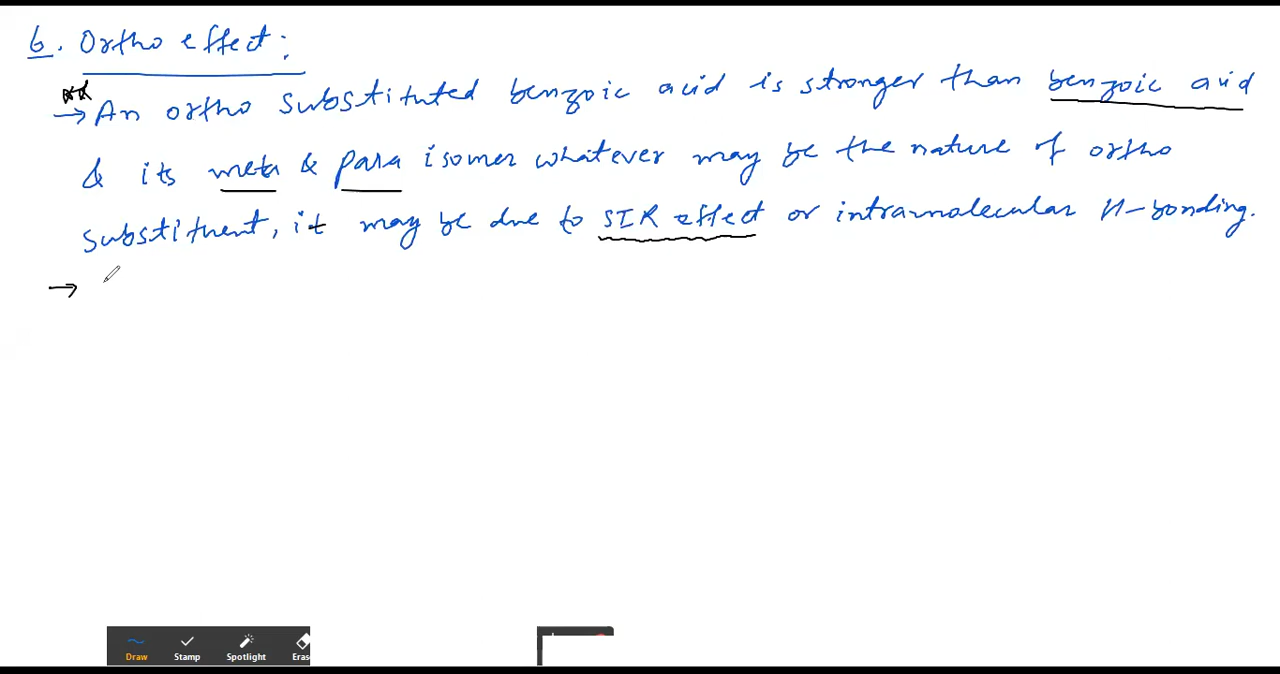 6. Ortho effect:
→ An ortho substituted benzoic acid is stronger than benzoic acid
& its meta & para isomer whatever may be the nature of ortho
substituent, it may be due to SIR effect or intramolecular H-bonding.
→
Draw Stamp Spotlight Eras